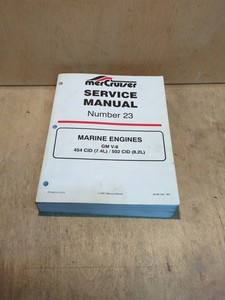 merCruiser
SERVICE
MANUAL
Number 23
MARINE ENGINES
GM V-8
454 CID (7.4L) / 502 CID (8.2L)